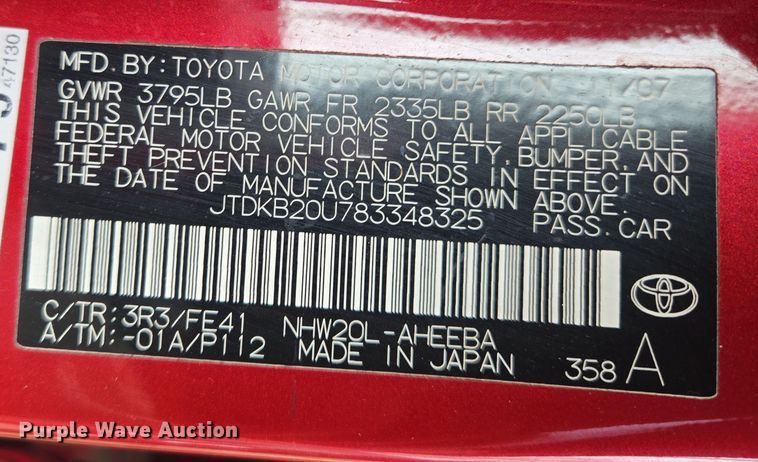 47130
MFD. BY: TOYOTA MOTOR CORPORATION 11/07
GVWR 3795LB GAWR FR 2335LB RR 2250LB
THIS VEHICLE CONFORMS TO ALL APPLICABLE
FEDERAL MOTOR VEHICLE SAFETY, BUMPER, AND
THEFT PREVENTION STANDARDS IN EFFECT ON
THE DATE OF MANUFACTURE SHOWN ABOVE.
JTDKB20U783348325 PASS. CAR
TOYOTA
C/TR: 3R3/FE41 NHW20L-AHEEBA
A/TM: -01A/P112 MADE IN JAPAN 358 A
Purple Wave Auction